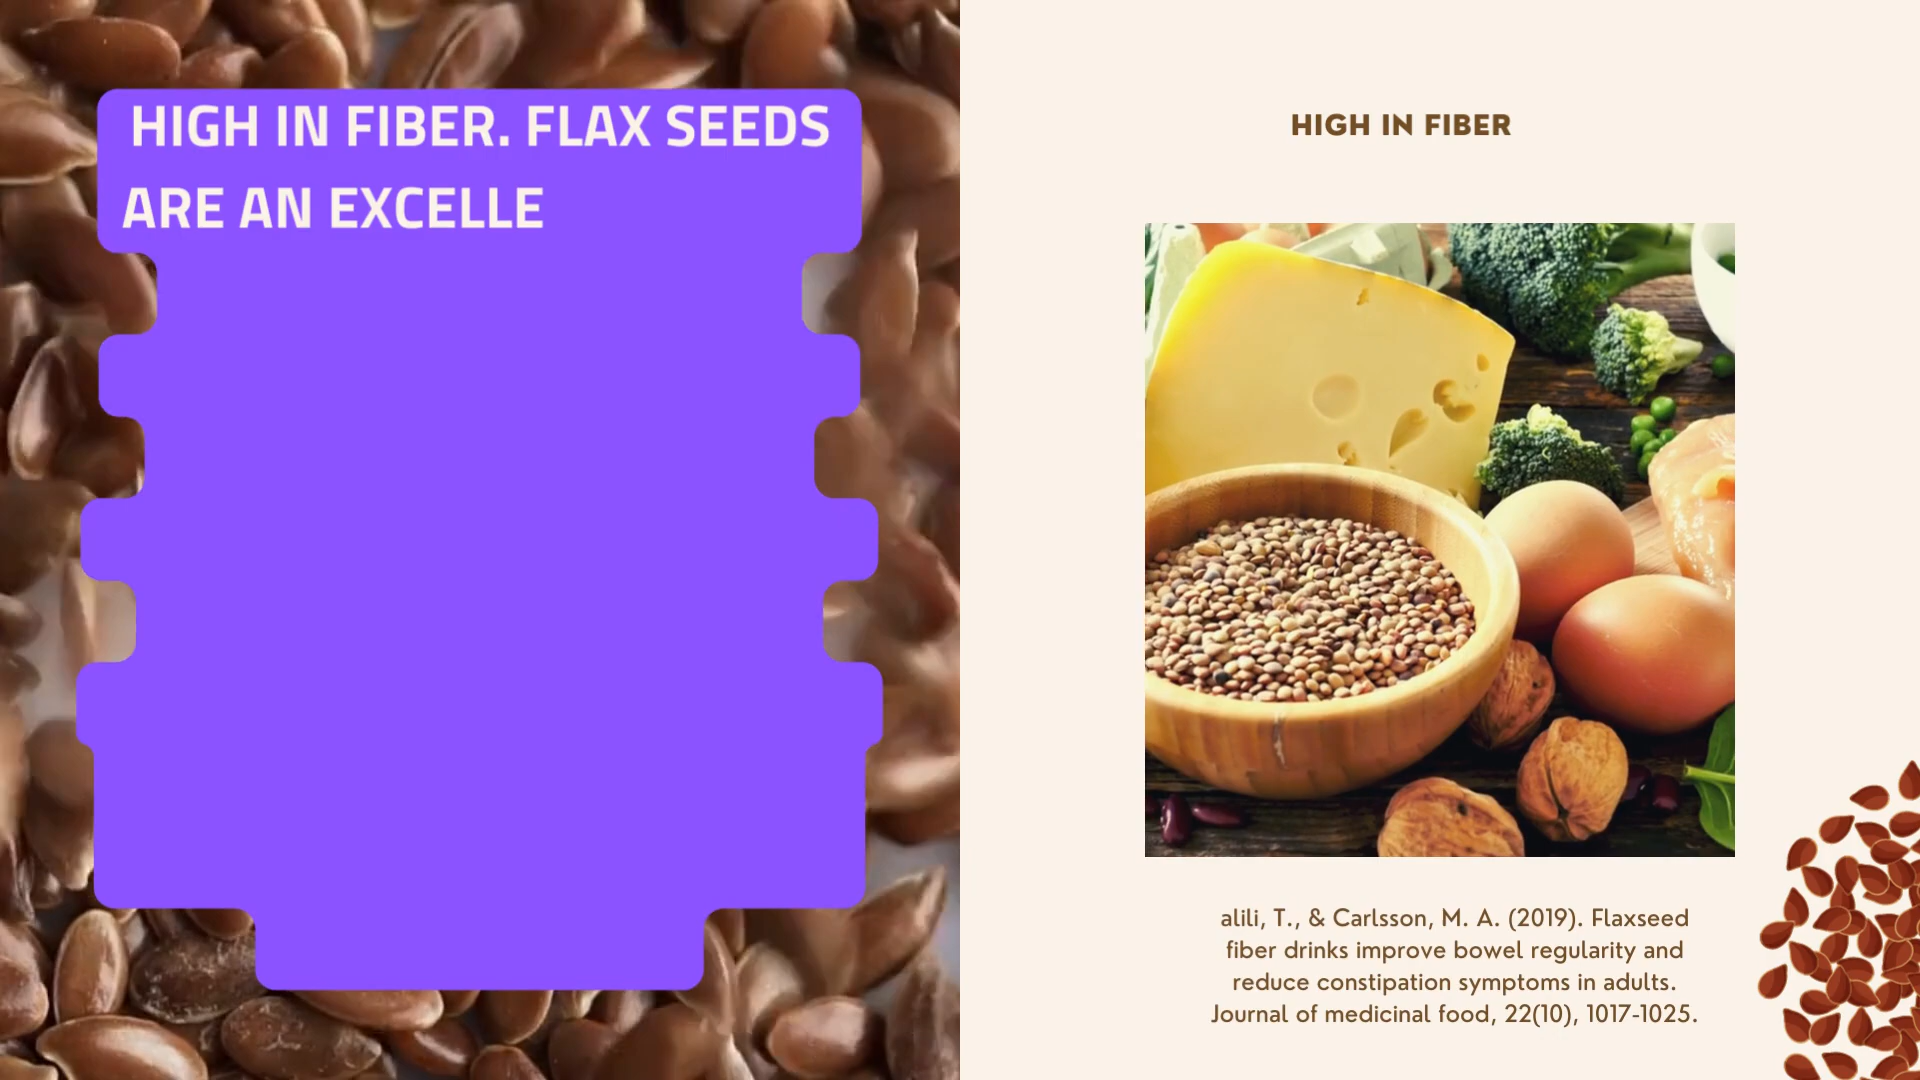 HIGH IN FIBER. FLAX SEEDS
ARE AN EXCELLE
HIGH IN FIBER
alili, T., & Carlsson, M. A. (2019). Flaxseed
fiber drinks improve bowel regularity and
reduce constipation symptoms in adults.
Journal of medicinal food, 22(10), 1017-1025.